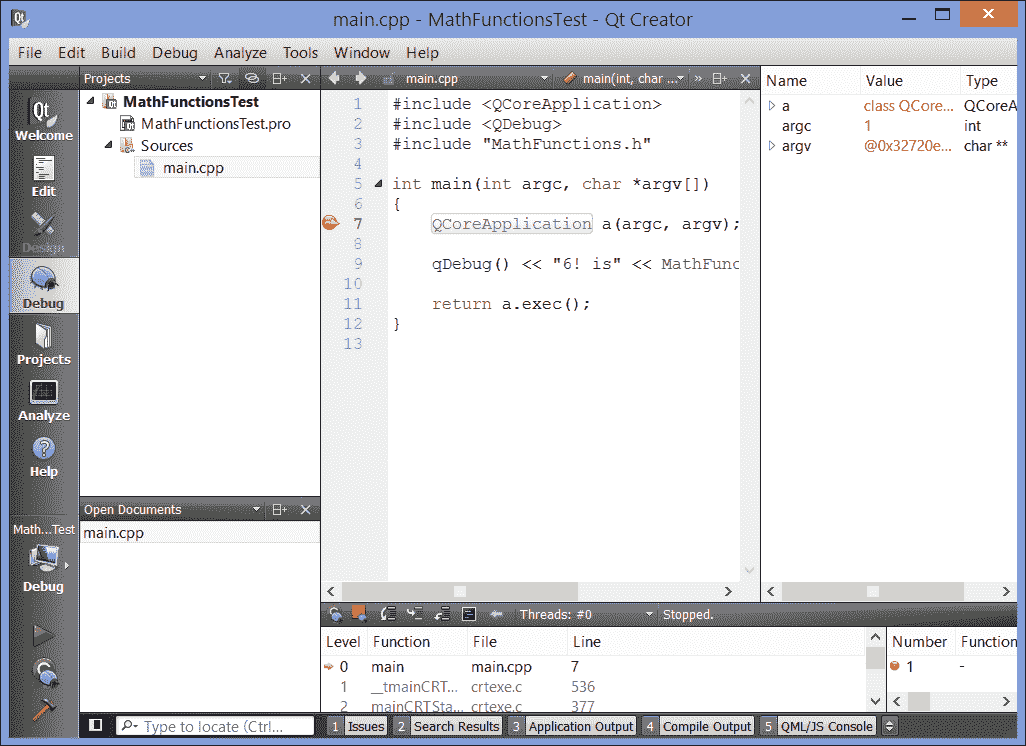 main.cpp - MathFunctionsTest - Qt Creator
File Edit Build Debug Analyze Tools Window Help
Projects
MathFunctionsTest
MathFunctionsTest.pro
Sources
main.cpp
Qt
Welcome
Edit
Design
Debug
Projects
Analyze
Help
Math...Test
Debug
Open Documents
main.cpp
main.cpp main(int, char ... »
1 #include <QCoreApplication>
2 #include <QDebug>
3 #include "MathFunctions.h"
4
5 int main(int argc, char *argv[])
6 {
7 QCoreApplication a(argc, argv);
8
9 qDebug() << "6! is" << MathFunc
10
11 return a.exec();
12 }
13
Name Value Type
a class QCore... QCoreA
argc 1 int
argv @0x32720e... char **
Threads: #0 Stopped.
Level Function File Line
0 main main.cpp 7
1 __tmainCRT... crtexe.c 536
2 mainCRTSta... crtexe.c 377
Number Function
1 -
Type to locate (Ctrl...
1 Issues 2 Search Results 3 Application Output 4 Compile Output 5 QML/JS Console